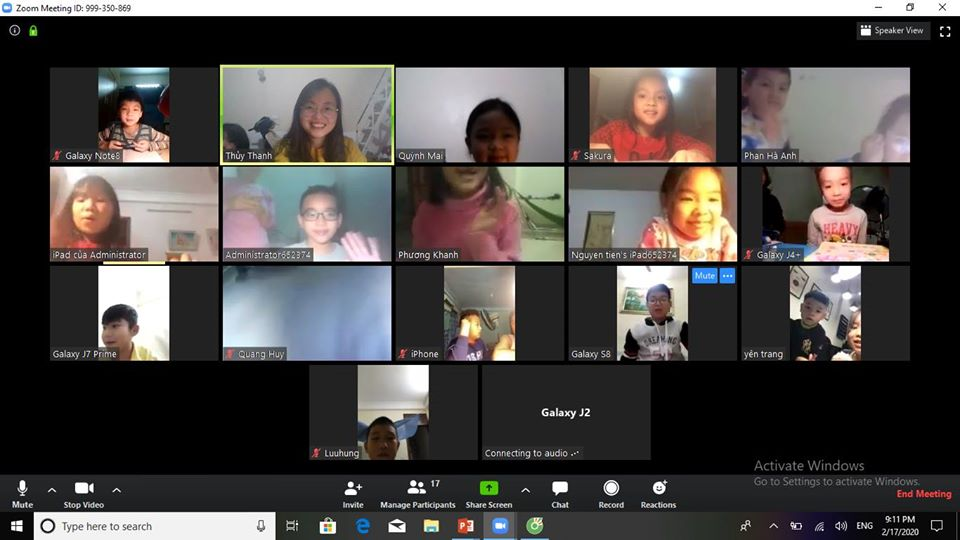 Zoom Meeting ID: 999-350-869
Speaker View
Galaxy Note8
Thủy Thanh
Quỳnh Mai
Sakura
Phan Hà Anh
iPad của Administrator
Administrator652374
Phương Khanh
Nguyen tien's iPad652374
HEAVY
Galaxy J4+
Mute
Galaxy J7 Prime
Quang Huy
iPhone
Galaxy S8
yên trang
Luuhung
Galaxy J2
Connecting to audio
Activate Windows
Go to Settings to activate Windows.
Mute
Stop Video
Invite
17
Manage Participants
Share Screen
Chat
Record
Reactions
End Meeting
Type here to search
ENG
9:11 PM
2/17/2020